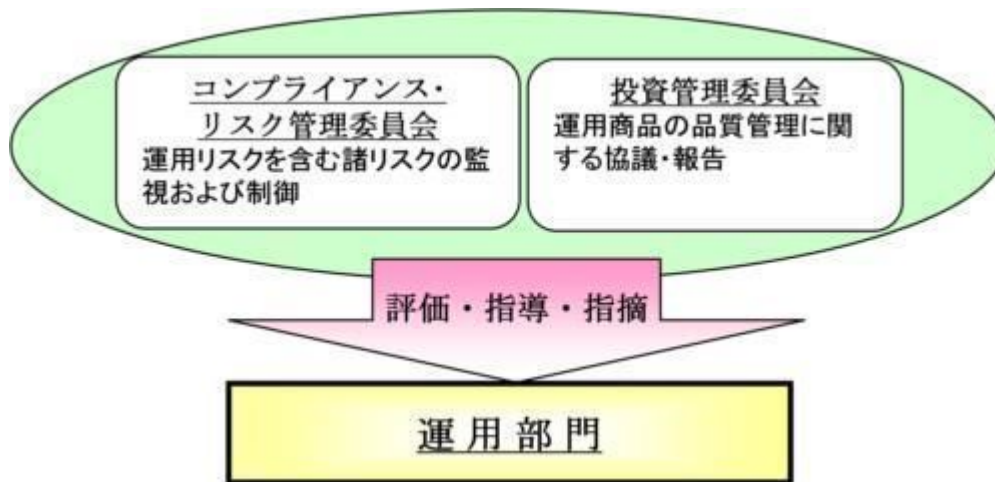 コンプライアンス・
リスク管理委員会
運用リスクを含む諸リスクの監
視および制御
投資管理委員会
運用商品の品質管理に関
する協議・報告
評価・指導・指摘
運用部門